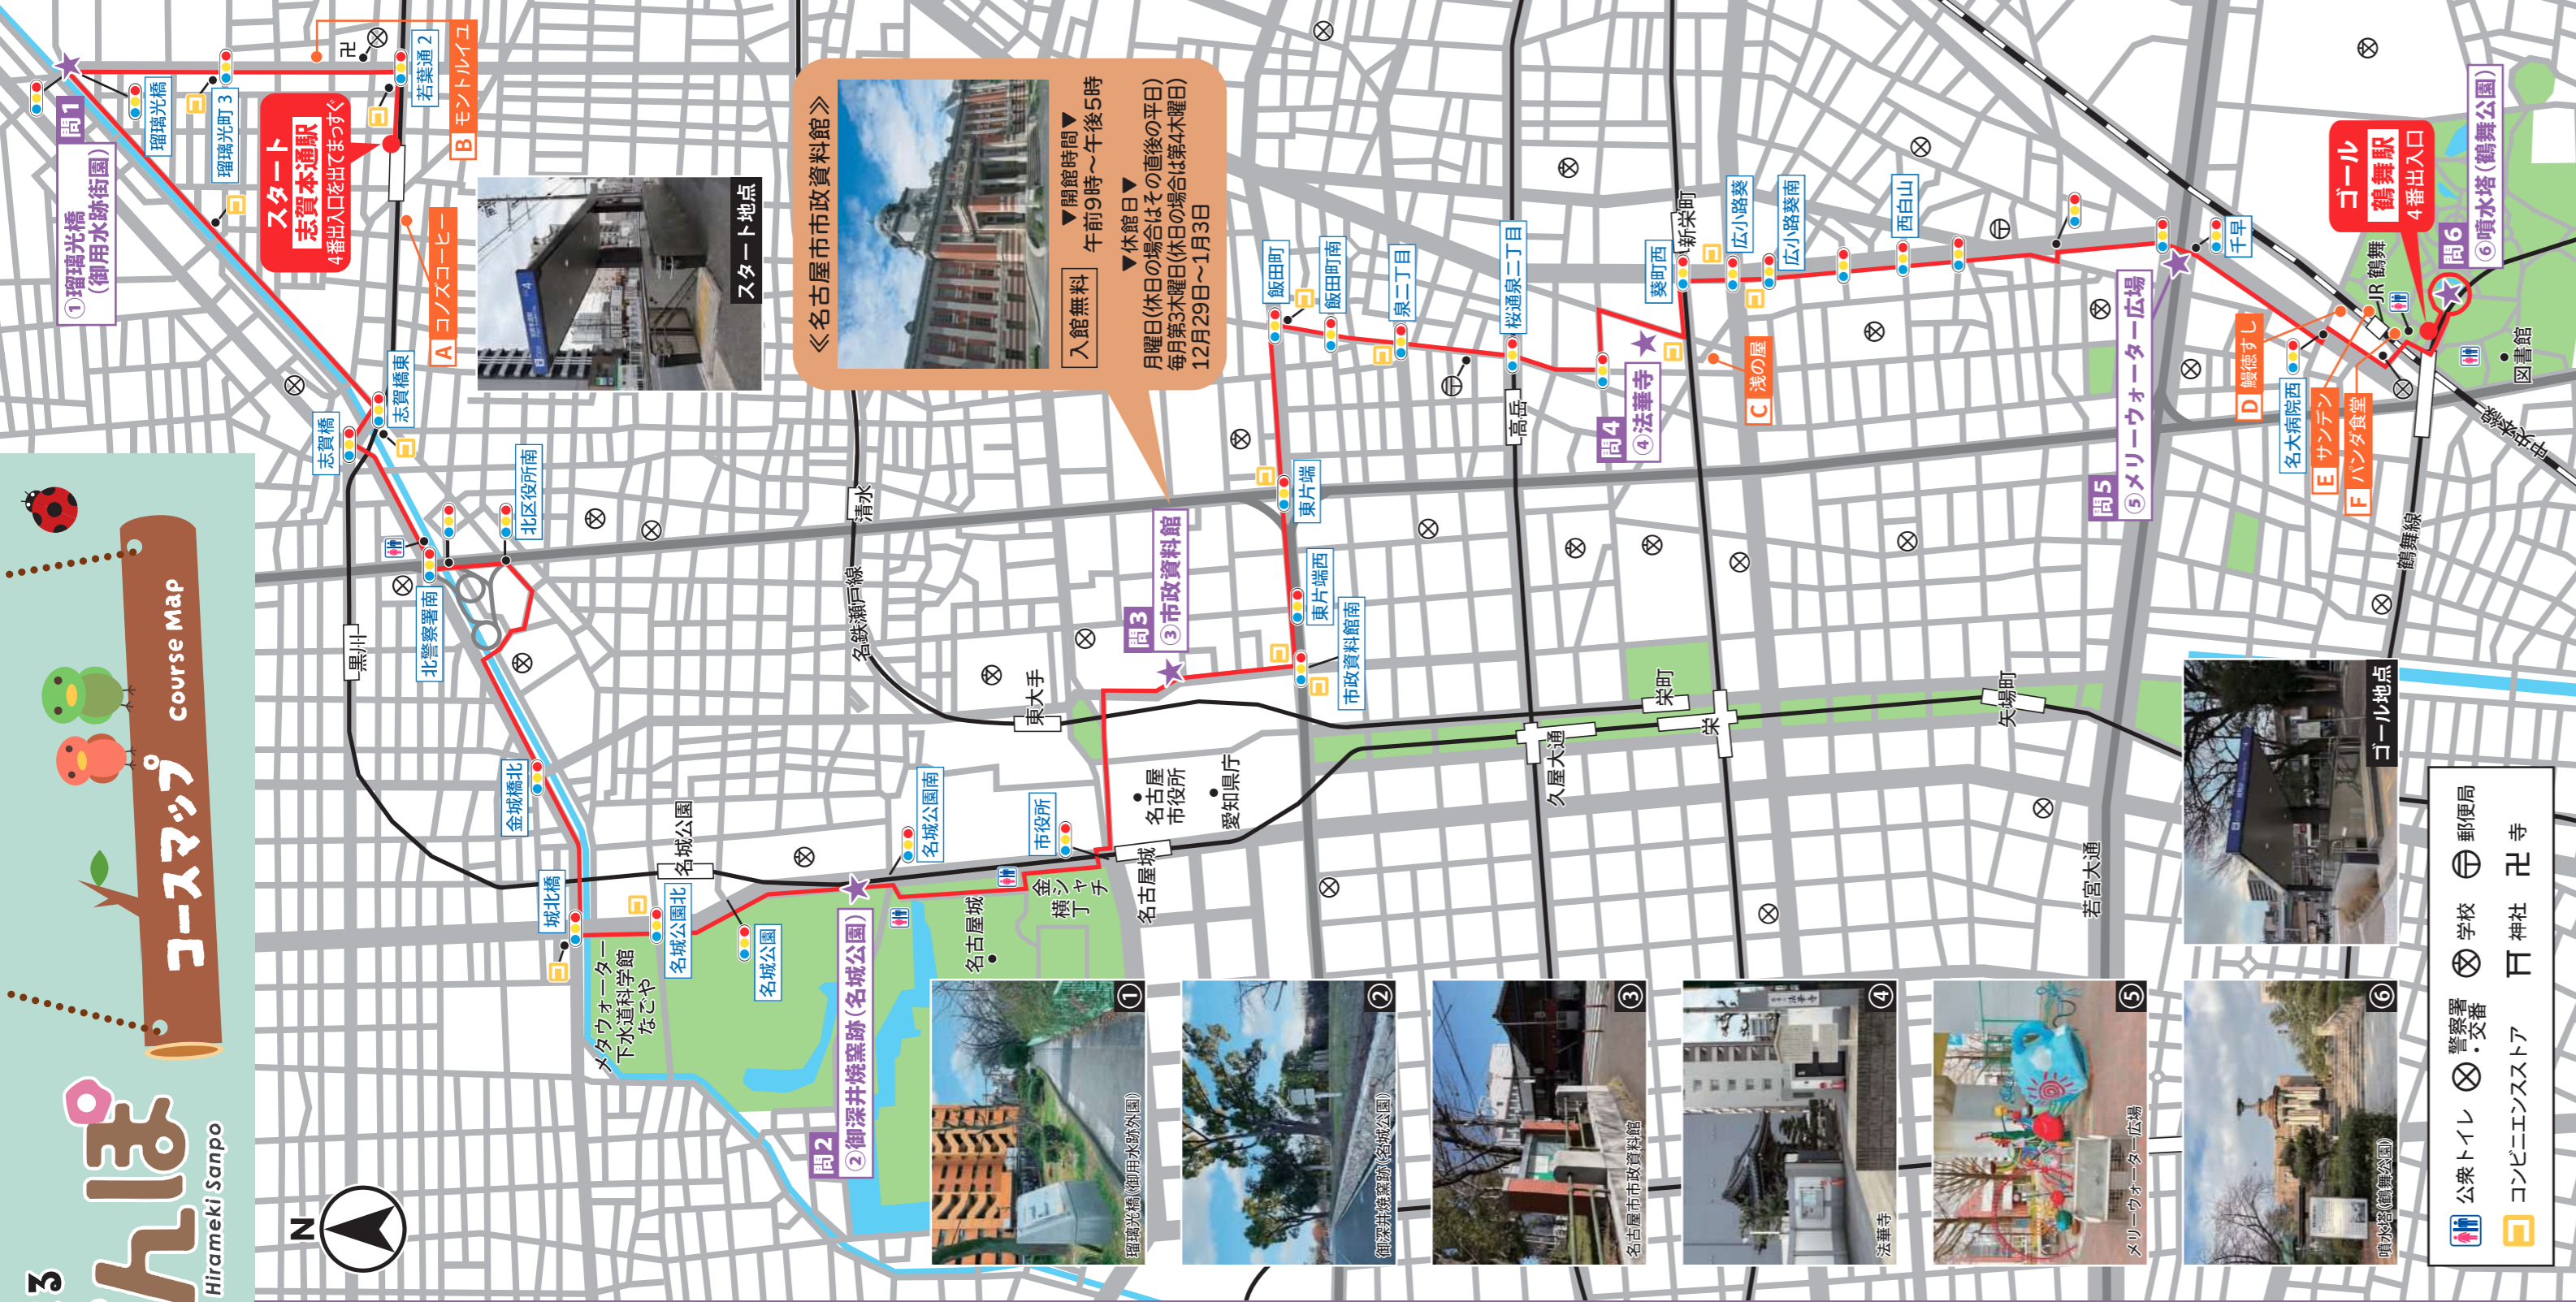 3
んぽ
Hirameki Sanpo
コースマップ
Course Map
N
問1
①瑠璃光橋
(御用水跡街園)
瑠璃光橋
瑠璃光町3
スタート
志賀本通駅
4番出入口を出てまっすぐ
若葉通2
B モントルイユ
A コノズコーヒー
志賀橋東
志賀橋
北区役所南
北警察署南
黒川
金城橋北
城北橋
メタウォーター
下水道科学館
なごや
名城公園北
名城公園
名城公園
問2
②御深井焼窯跡(名城公園)
名城公園南
名古屋城
金シャチ
横丁
市役所
名古屋城
名古屋
市役所
愛知県庁
東大手
名鉄瀬戸線
清水
スタート地点
≪名古屋市市政資料館≫
入館無料
▼開館時間▼
午前9時～午後5時
▼休館日▼
月曜日(休日の場合はその直後の平日)
毎月第3木曜日(休日の場合は第4木曜日)
12月29日～1月3日
問3
③市政資料館
市政資料館南
東片端西
東片端
飯田町
飯田町南
泉二丁目
桜通泉二丁目
高岳
久屋大通
栄町
栄
矢場町
若宮大通
問4
④法華寺
葵町西
新栄町
C 浅の屋
広小路葵
広小路葵南
西白山
問5
⑤メリーウォーター広場
千早
D 鰻徳すし
名大病院西
E サンデン
F パンダ食堂
JR 鶴舞
ゴール
鶴舞駅
4番出入口
問6
⑥噴水塔(鶴舞公園)
図書館
中央本線
鶴舞線
ゴール地点
①
瑠璃光橋(御用水跡外園)
②
御深井焼窯跡(名城公園)
③
名古屋市市政資料館
④
法華寺
⑤
メリーウォーター広場
⑥
噴水塔(鶴舞公園)
公衆トイレ
警察署
・交番
学校
郵便局
コンビニエンスストア
神社
寺